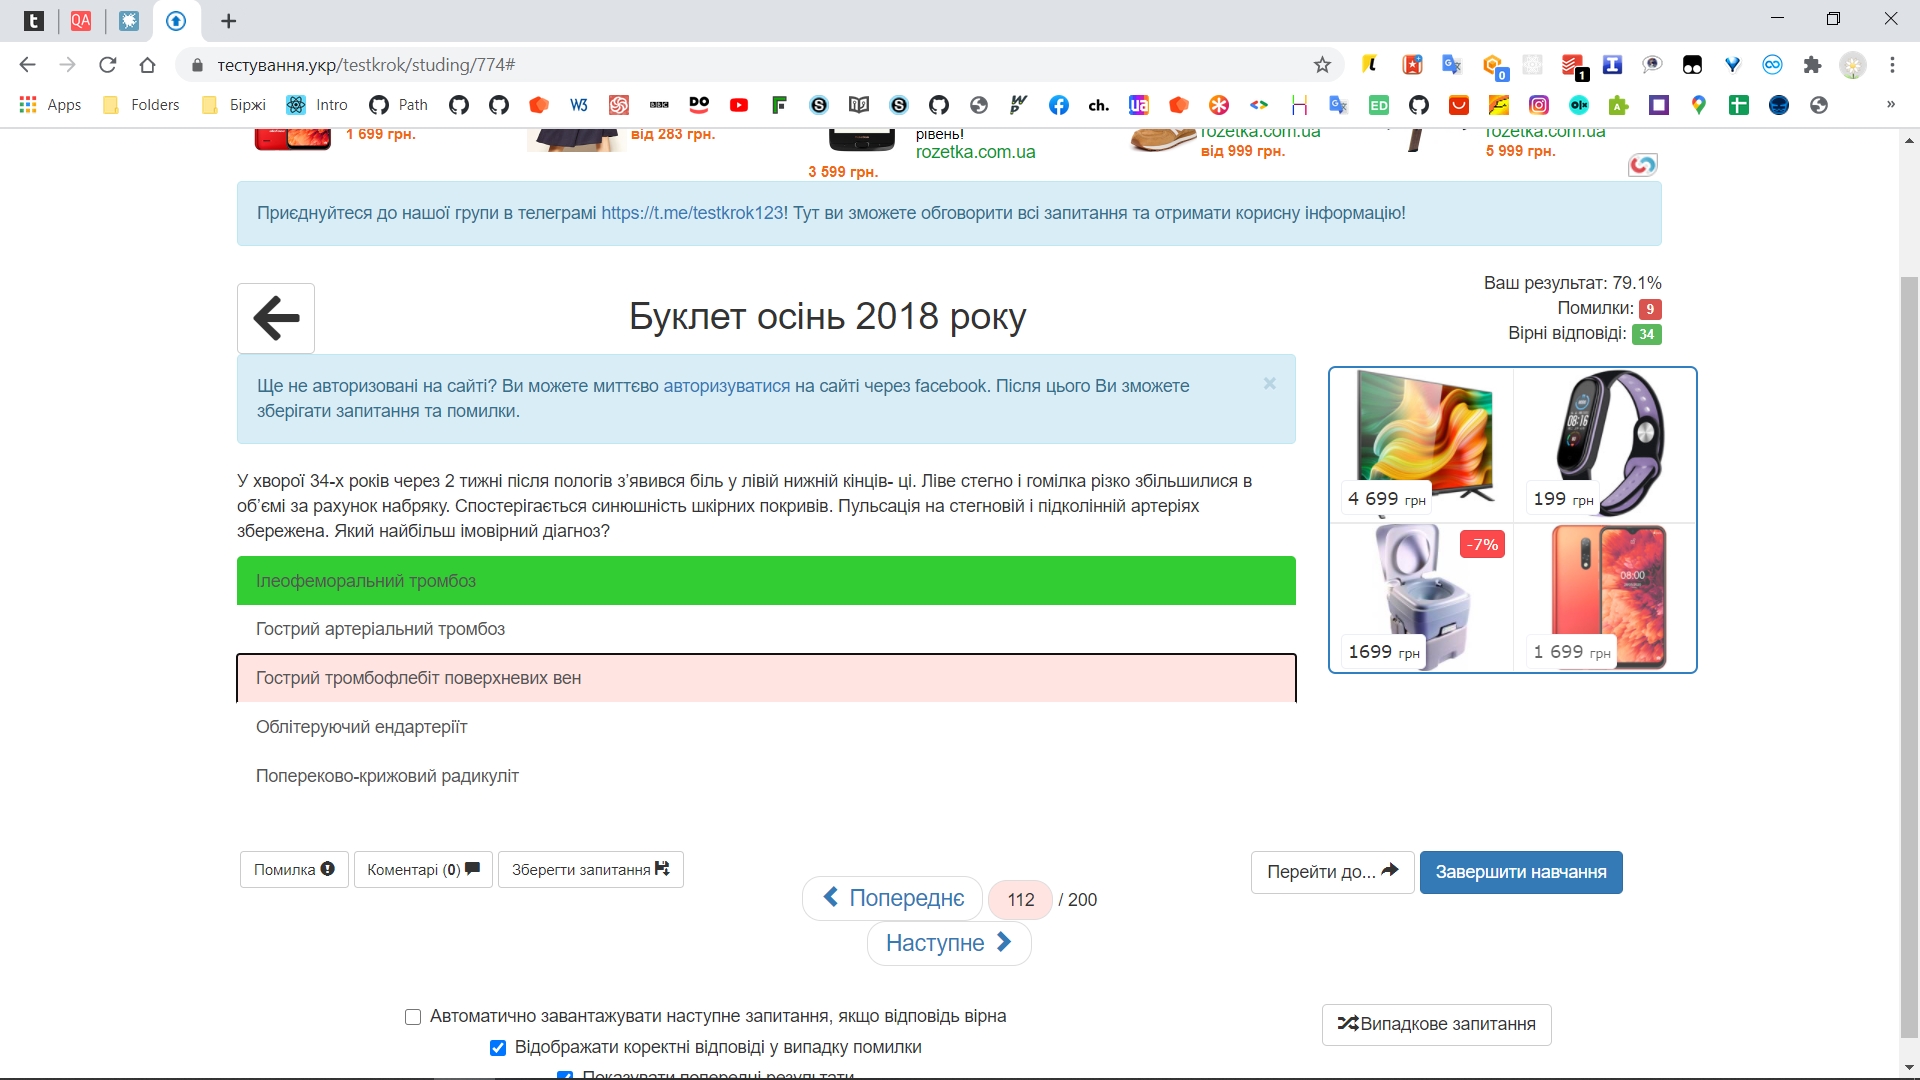 тестування.укр/testkrok/studing/774#
Apps Folders Біржі Intro Path
1 699 грн.
від 283 грн.
рівень!
rozetka.com.ua
3 599 грн.
rozetka.com.ua
від 999 грн.
rozetka.com.ua
5 999 грн.
Приєднуйтеся до нашої групи в телеграмі https://t.me/testkrok123! Тут ви зможете обговорити всі запитання та отримати корисну інформацію!
Буклет осінь 2018 року
Ваш результат: 79.1%
Помилки: 9
Вірні відповіді: 34
Ще не авторизовані на сайті? Ви можете миттєво авторизуватися на сайті через facebook. Після цього Ви зможете
зберігати запитання та помилки.
×
4 699 грн
199 грн
-7%
1699 грн
1 699 грн
У хворої 34-х років через 2 тижні після пологів з’явився біль у лівій нижній кінців- ці. Ліве стегно і гомілка різко збільшилися в
об’ємі за рахунок набряку. Спостерігається синюшність шкірних покривів. Пульсація на стегновій і підколінній артеріях
збережена. Який найбільш імовірний діагноз?
Ілеофеморальний тромбоз
Гострий артеріальний тромбоз
Гострий тромбофлебіт поверхневих вен
Облітеруючий ендартеріїт
Попереково-крижовий радикуліт
Помилка
Коментарі (0)
Зберегти запитання
Перейти до...
Завершити навчання
Попереднє
112 / 200
Наступне
Автоматично завантажувати наступне запитання, якщо відповідь вірна
Випадкове запитання
Відображати коректні відповіді у випадку помилки
Показувати попередні результати